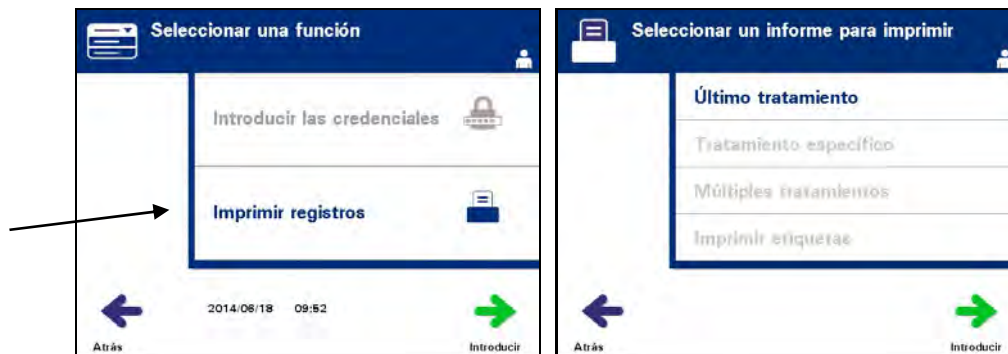 Seleccionar una función
Introducir las credenciales
Imprimir registros
2014/06/18 09:52
Atrás
Introducir
Seleccionar un informe para imprimir
Último tratamiento
Tratamiento específico
Múltiples tratamientos
Imprimir etiquetas
Atrás
Introducir